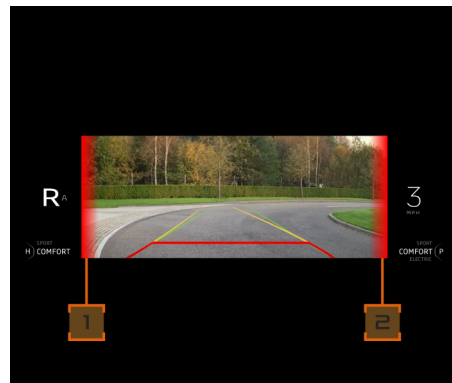 R A
3
MPH
SPORT
H COMFORT
SPORT
COMFORT P
ELECTRIC
1
2